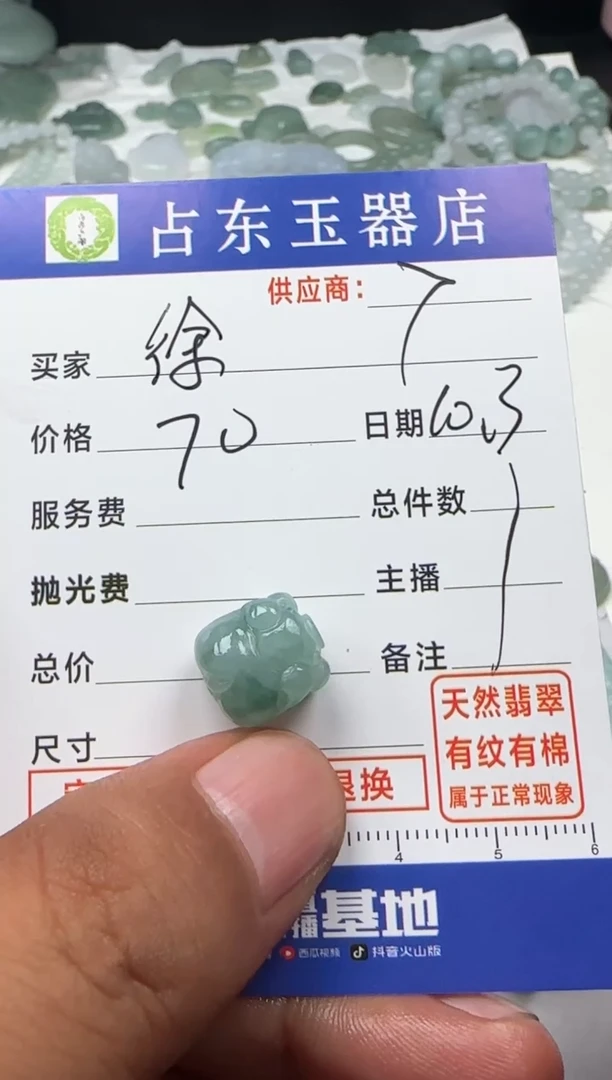 占东玉器店
供应商： 7
买家 徐
价格 70 日期 10.3
服务费 总件数 1
抛光费 主播
总价 备注
尺寸
退换
天然翡翠
有纹有棉
属于正常现象
4 5 6
播基地
西瓜视频 抖音火山版